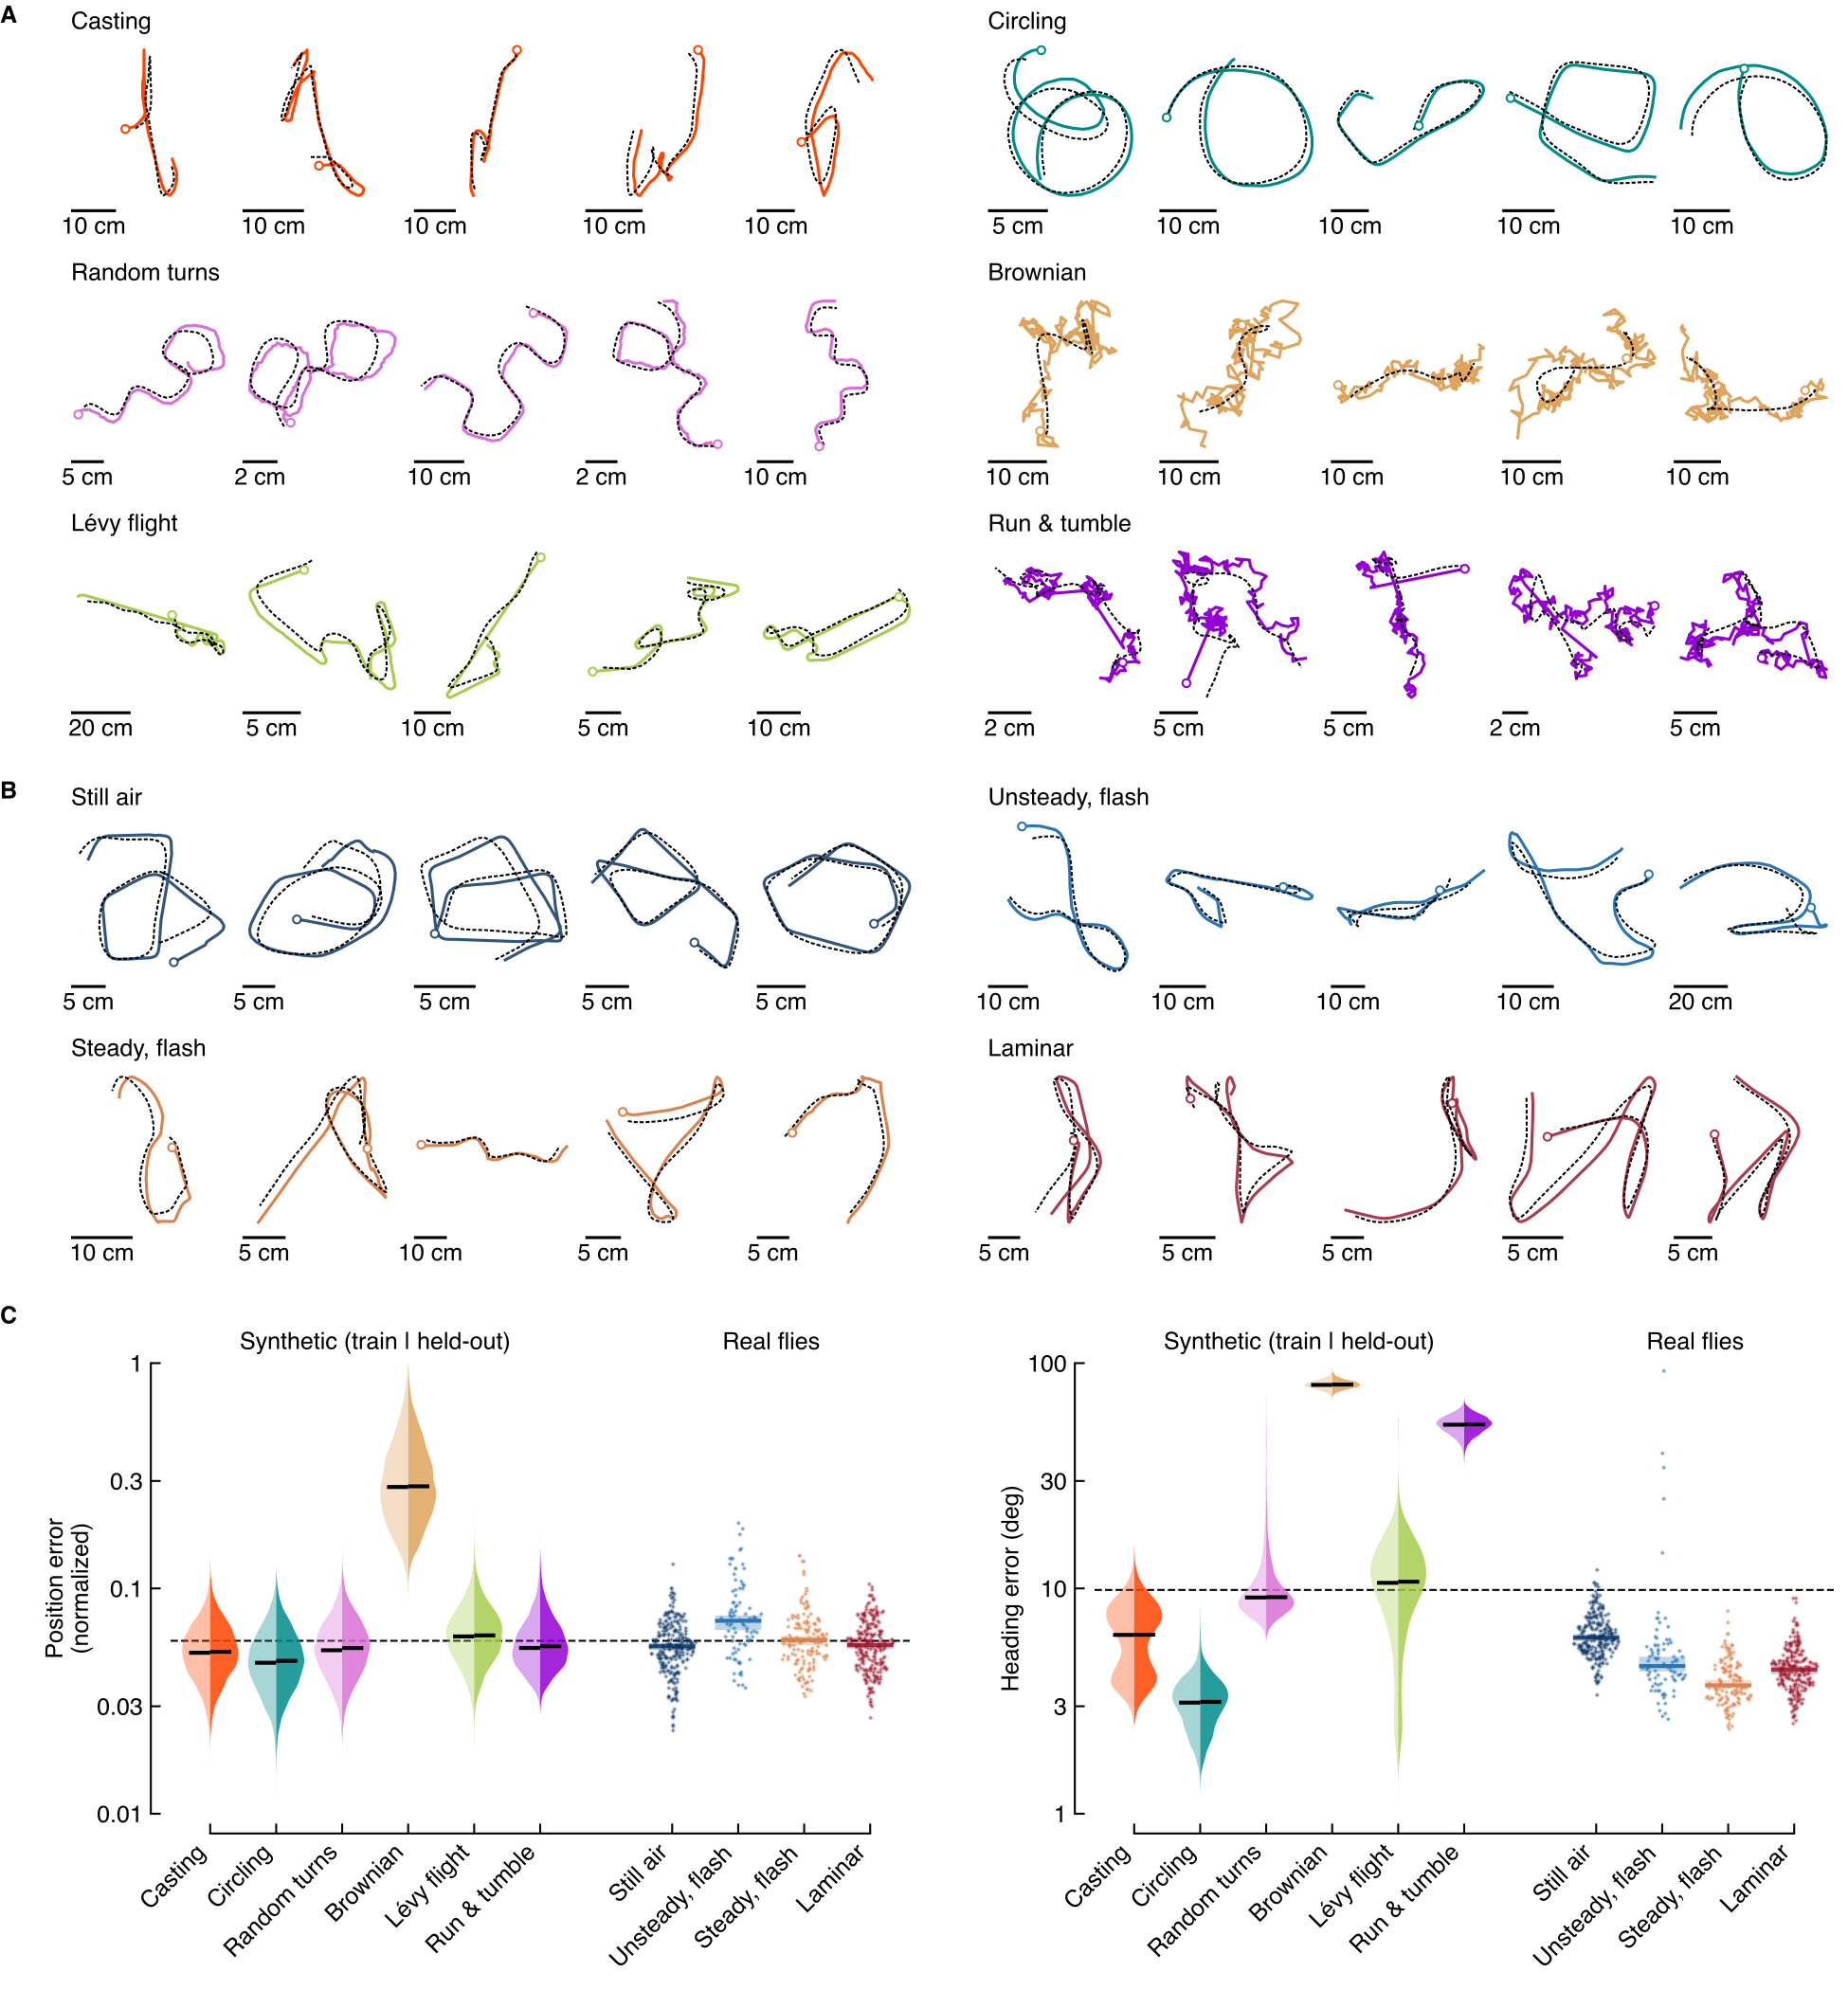 A
Casting
Circling
10 cm 10 cm 10 cm 10 cm 10 cm
5 cm 10 cm 10 cm 10 cm 10 cm
Random turns
Brownian
5 cm 2 cm 10 cm 2 cm 10 cm
10 cm 10 cm 10 cm 10 cm 10 cm
Lévy flight
Run & tumble
20 cm 5 cm 10 cm 5 cm 10 cm
2 cm 5 cm 5 cm 2 cm 5 cm
B
Still air
Unsteady, flash
5 cm 5 cm 5 cm 5 cm 5 cm
10 cm 10 cm 10 cm 10 cm 20 cm
Steady, flash
Laminar
10 cm 5 cm 10 cm 5 cm 5 cm
5 cm 5 cm 5 cm 5 cm 5 cm
C
Synthetic (train | held-out)
Real flies
Position error
(normalized)
1
0.3
0.1
0.03
0.01
Casting
Circling
Random turns
Brownian
Lévy flight
Run & tumble
Still air
Unsteady, flash
Steady, flash
Laminar
Synthetic (train | held-out)
Real flies
Heading error (deg)
100
30
10
3
1
Casting
Circling
Random turns
Brownian
Lévy flight
Run & tumble
Still air
Unsteady, flash
Steady, flash
Laminar